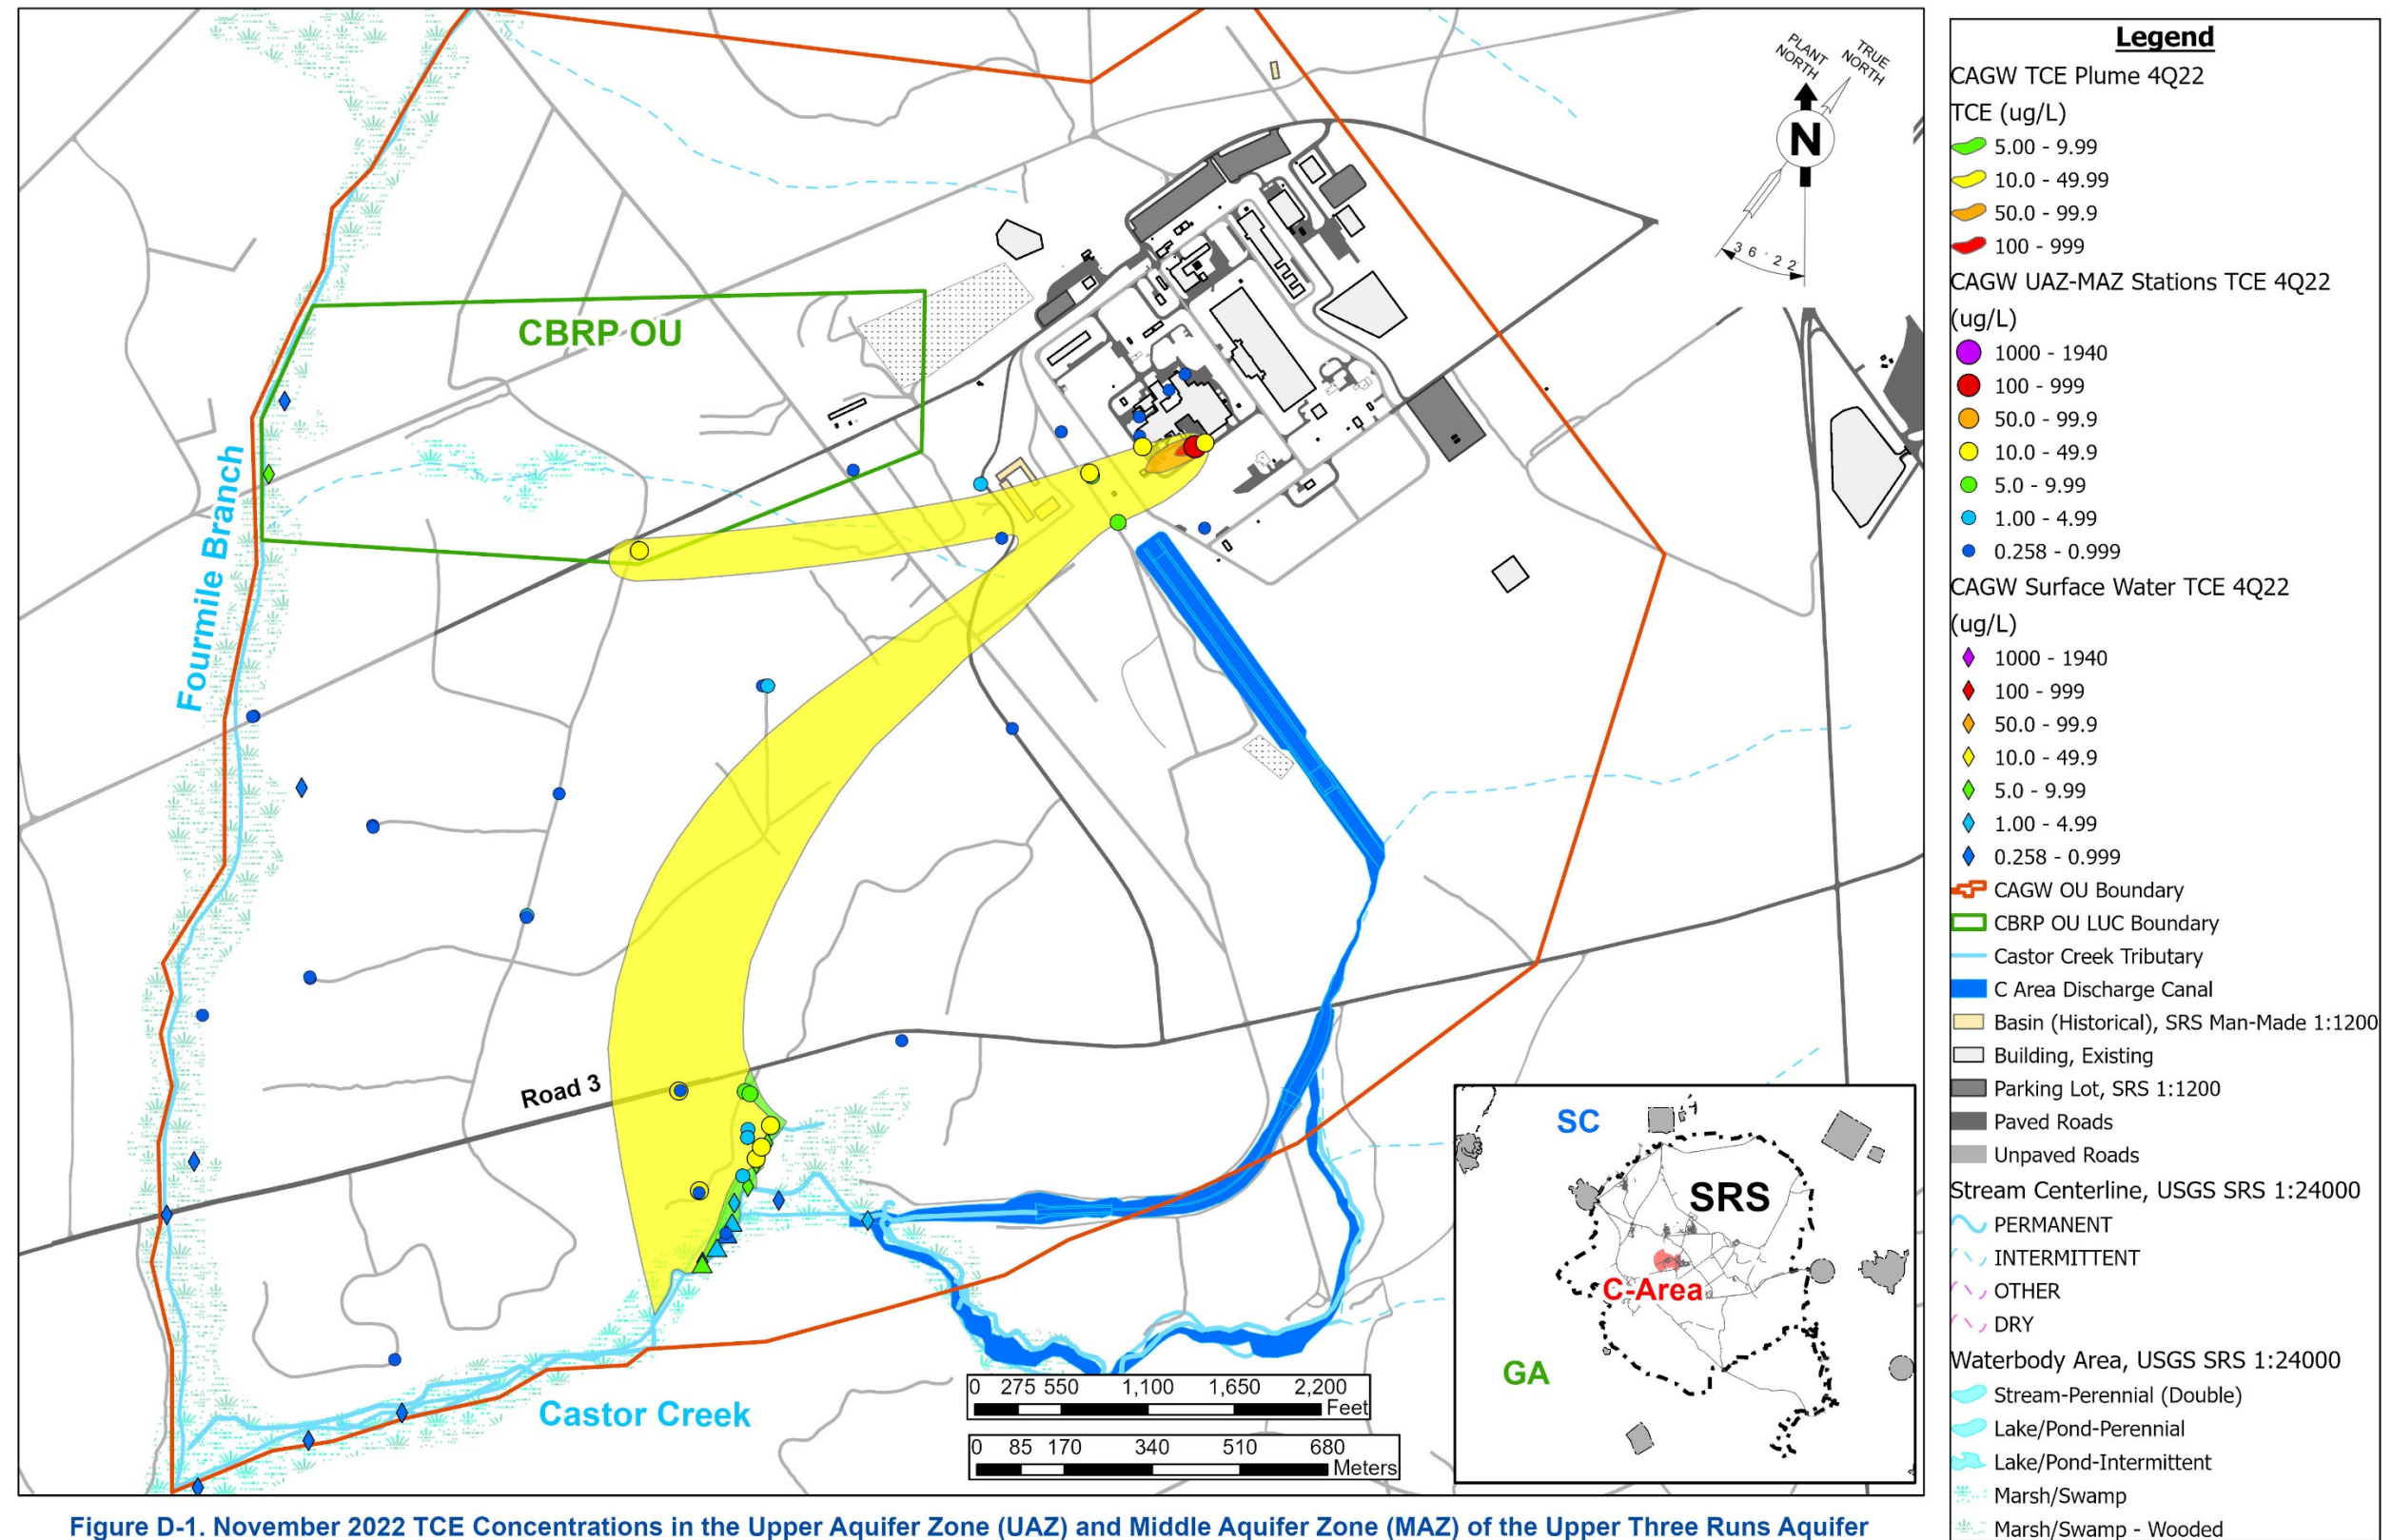 PLANT NORTH
TRUE NORTH
N
36°22'
CBRP OU
Fourmile Branch
Road 3
Castor Creek
0 275 550 1,100 1,650 2,200
Feet
0 85 170 340 510 680
Meters
SC
SRS
C-Area
GA
Legend
CAGW TCE Plume 4Q22
TCE (ug/L)
5.00 - 9.99
10.0 - 49.99
50.0 - 99.9
100 - 999
CAGW UAZ-MAZ Stations TCE 4Q22
(ug/L)
1000 - 1940
100 - 999
50.0 - 99.9
10.0 - 49.9
5.0 - 9.99
1.00 - 4.99
0.258 - 0.999
CAGW Surface Water TCE 4Q22
(ug/L)
1000 - 1940
100 - 999
50.0 - 99.9
10.0 - 49.9
5.0 - 9.99
1.00 - 4.99
0.258 - 0.999
CAGW OU Boundary
CBRP OU LUC Boundary
Castor Creek Tributary
C Area Discharge Canal
Basin (Historical), SRS Man-Made 1:1200
Building, Existing
Parking Lot, SRS 1:1200
Paved Roads
Unpaved Roads
Stream Centerline, USGS SRS 1:24000
PERMANENT
INTERMITTENT
OTHER
DRY
Waterbody Area, USGS SRS 1:24000
Stream-Perennial (Double)
Lake/Pond-Perennial
Lake/Pond-Intermittent
Marsh/Swamp
Marsh/Swamp - Wooded
Figure D-1. November 2022 TCE Concentrations in the Upper Aquifer Zone (UAZ) and Middle Aquifer Zone (MAZ) of the Upper Three Runs Aquifer